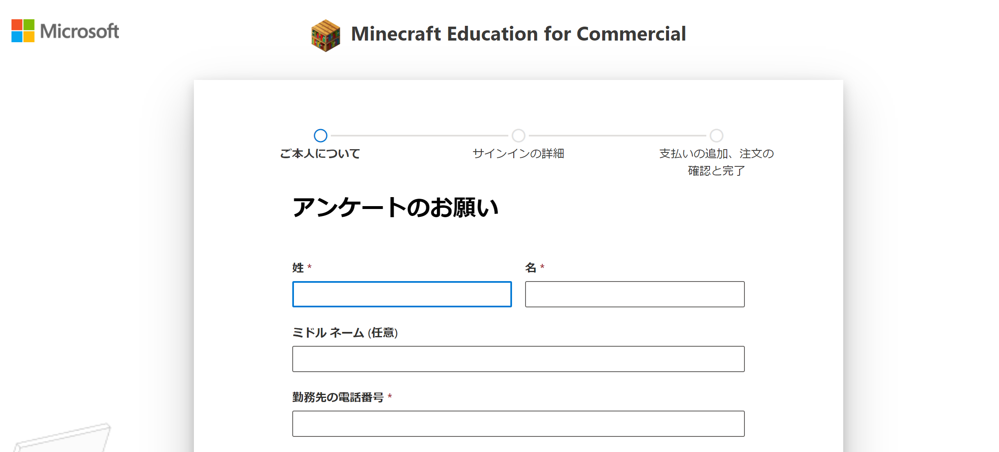 Microsoft
Minecraft Education for Commercial
ご本人について
サインインの詳細
支払いの追加、注文の
確認と完了
アンケートのお願い
姓 *
名 *
ミドル ネーム (任意)
勤務先の電話番号 *